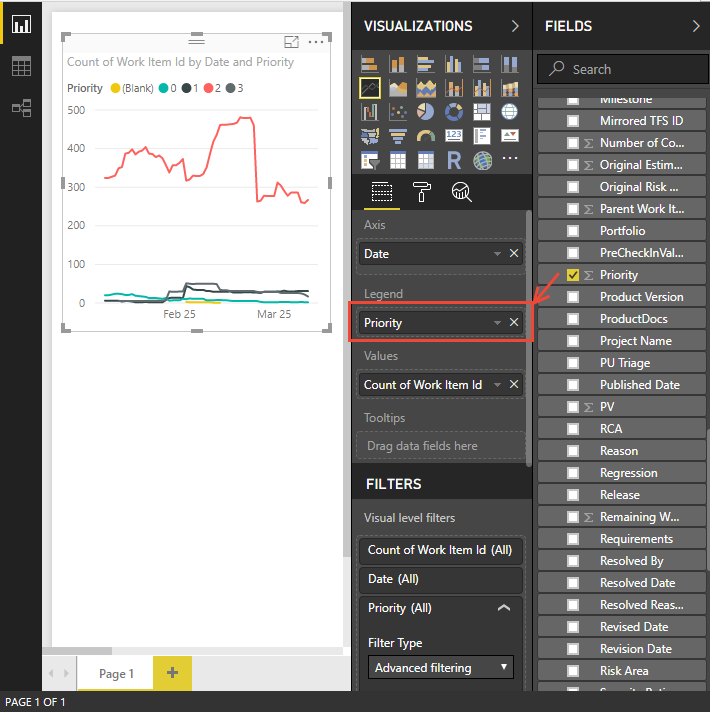 Count of Work Item Id by Date and Priority
Priority (Blank) 0 1 2 3
500
400
300
200
100
0
Feb 25 Mar 25
Page 1 +
PAGE 1 OF 1
VISUALIZATIONS
123
R
Axis
Date
Legend
Priority
Values
Count of Work Item Id
Tooltips
Drag data fields here
FILTERS
Visual level filters
Count of Work Item Id (All)
Date (All)
Priority (All)
Filter Type
Advanced filtering
FIELDS
Search
Milestone
Mirrored TFS ID
Σ Number of Co...
Σ Original Estim...
Original Risk ...
Σ Parent Work It...
Portfolio
PreCheckInVal...
Σ Priority
Product Version
ProductDocs
Project Name
PU Triage
Published Date
Σ PV
RCA
Reason
Regression
Release
Σ Remaining W...
Requirements
Resolved By
Resolved Date
Resolved Reas...
Revised Date
Revision Date
Risk Area